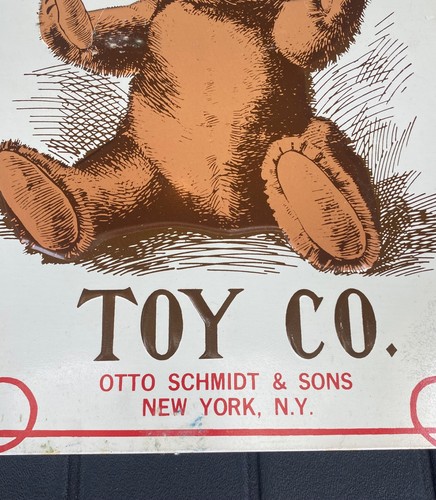 TOY CO.
OTTO SCHMIDT & SONS
NEW YORK, N.Y.